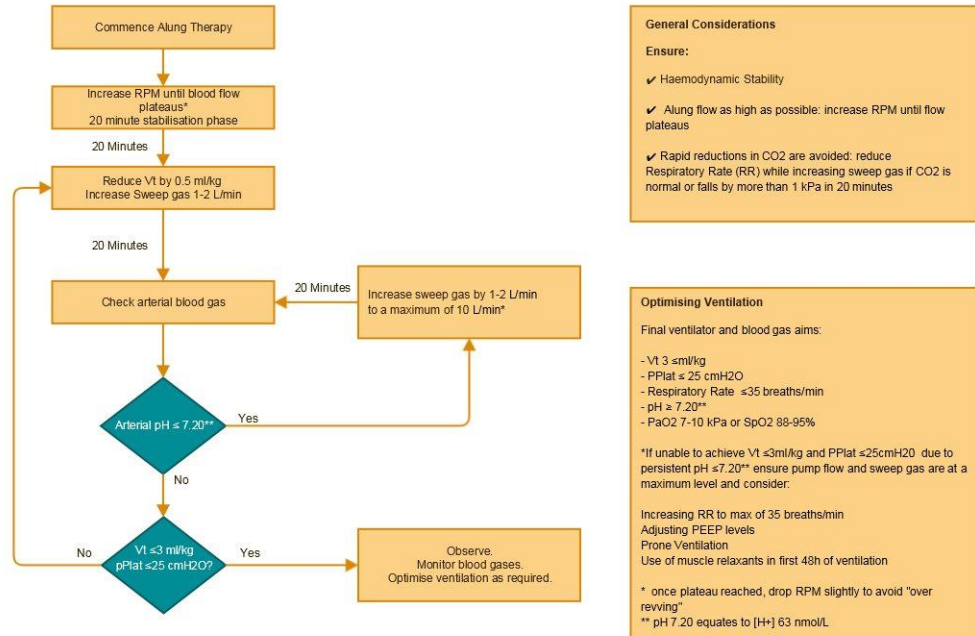 Commence Alung Therapy
Increase RPM until blood flow
plateaus*
20 minute stabilisation phase
20 Minutes
Reduce Vt by 0.5 ml/kg
Increase Sweep gas 1-2 L/min
20 Minutes
Check arterial blood gas
20 Minutes
Increase sweep gas by 1-2 L/min
to a maximum of 10 L/min*
Arterial pH ≤ 7.20**
Yes
No
Vt ≤3 ml/kg
pPlat ≤25 cmH2O?
No
Yes
Observe.
Monitor blood gases.
Optimise ventilation as required.
General Considerations
Ensure:
✔ Haemodynamic Stability
✔ Alung flow as high as possible: increase RPM until flow
plateaus
✔ Rapid reductions in CO2 are avoided: reduce
Respiratory Rate (RR) while increasing sweep gas if CO2 is
normal or falls by more than 1 kPa in 20 minutes
Optimising Ventilation
Final ventilator and blood gas aims:
- Vt 3 ≤ml/kg
- PPlat ≤ 25 cmH2O
- Respiratory Rate ≤35 breaths/min
- pH ≥ 7.20**
- PaO2 7-10 kPa or SpO2 88-95%
*If unable to achieve Vt ≤3ml/kg and PPlat ≤25cmH20 due to
persistent pH ≤7.20** ensure pump flow and sweep gas are at a
maximum level and consider:
Increasing RR to max of 35 breaths/min
Adjusting PEEP levels
Prone Ventilation
Use of muscle relaxants in first 48h of ventilation
* once plateau reached, drop RPM slightly to avoid "over
revving"
** pH 7.20 equates to [H+] 63 nmol/L